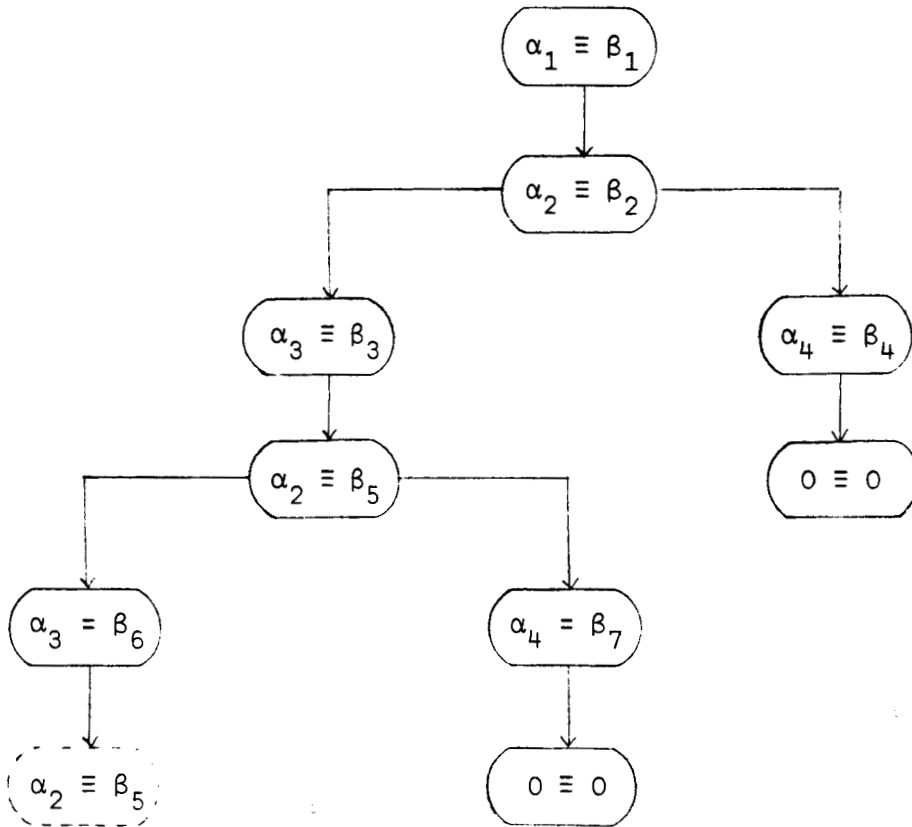 α₁ ≡ β₁
α₂ ≡ β₂
α₃ ≡ β₃
α₄ ≡ β₄
α₂ ≡ β₅
0 ≡ 0
α₃ = β₆
α₄ = β₇
α₂ ≡ β₅
0 ≡ 0